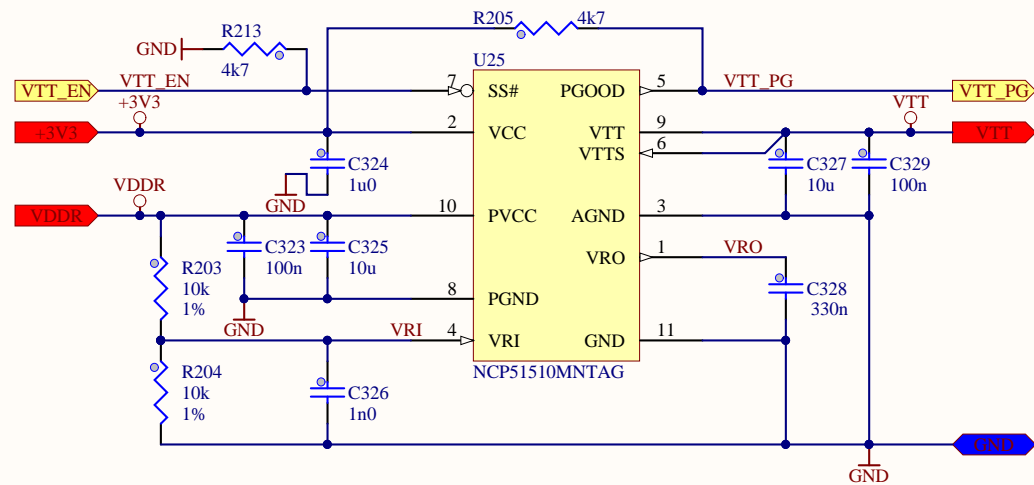 R205 4k7
R213
GND
4k7
U25
VTT_EN VTT_EN 7 SS# PGOOD 5 VTT_PG VTT_PG
+3V3 VTT
+3V3 2 VCC VTT 9 VTT
VTTS 6
C324
1u0
C327
10u
C329
100n
GND
VDDR
VDDR 10 PVCC AGND 3
VRO 1 VRO
R203
10k
1%
C323
100n
C325
10u
C328
330n
8 PGND
GND
VRI 4 VRI GND 11
NCP51510MNTAG
R204
10k
1%
C326
1n0
GND
GND